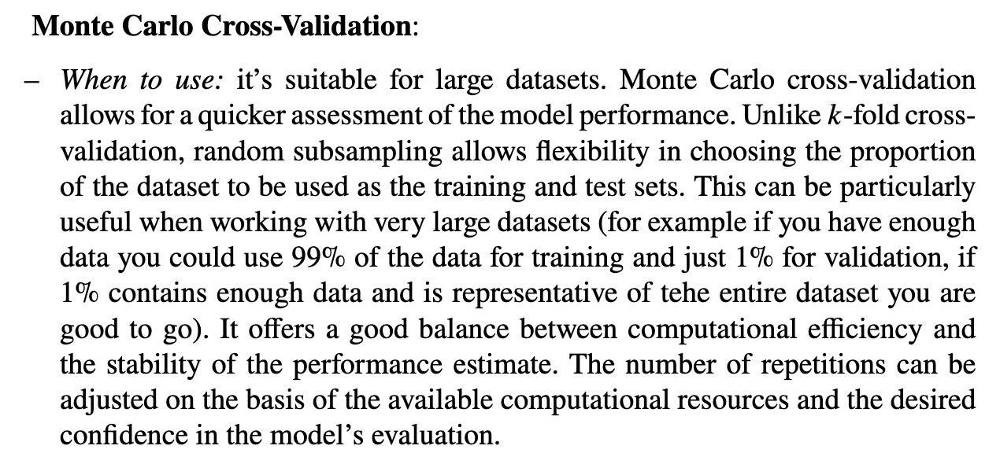 Monte Carlo Cross-Validation:
– When to use: it’s suitable for large datasets. Monte Carlo cross-validation
allows for a quicker assessment of the model performance. Unlike k-fold cross-
validation, random subsampling allows flexibility in choosing the proportion
of the dataset to be used as the training and test sets. This can be particularly
useful when working with very large datasets (for example if you have enough
data you could use 99% of the data for training and just 1% for validation, if
1% contains enough data and is representative of tehe entire dataset you are
good to go). It offers a good balance between computational efficiency and
the stability of the performance estimate. The number of repetitions can be
adjusted on the basis of the available computational resources and the desired
confidence in the model’s evaluation.